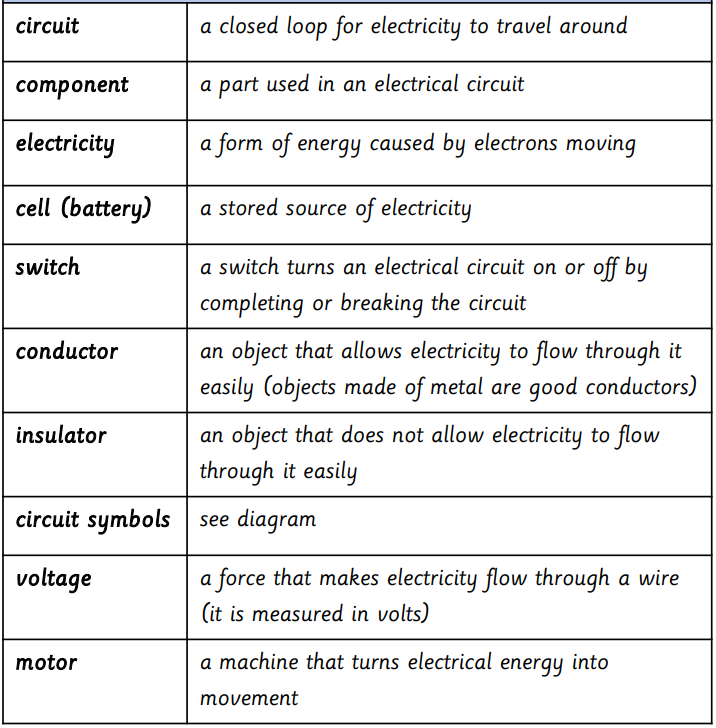 circuit
a closed loop for electricity to travel around
component
a part used in an electrical circuit
electricity
a form of energy caused by electrons moving
cell (battery)
a stored source of electricity
switch
a switch turns an electrical circuit on or off by
completing or breaking the circuit
conductor
an object that allows electricity to flow through it
easily (objects made of metal are good conductors)
insulator
an object that does not allow electricity to flow
through it easily
circuit symbols
see diagram
voltage
a force that makes electricity flow through a wire
(it is measured in volts)
motor
a machine that turns electrical energy into
movement